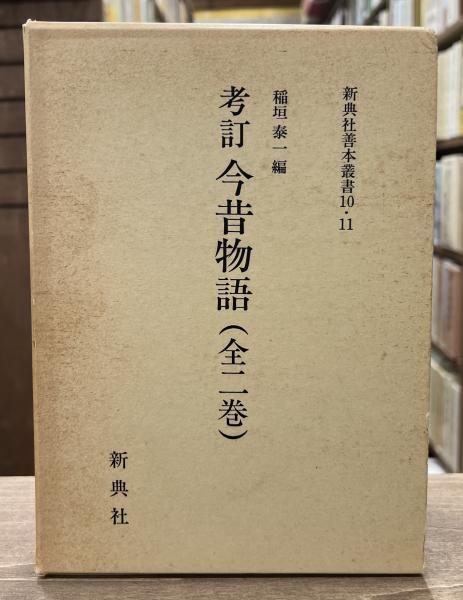 新典社善本叢書10・11
稲垣泰一編
考訂 今昔物語(全二巻)
新典社